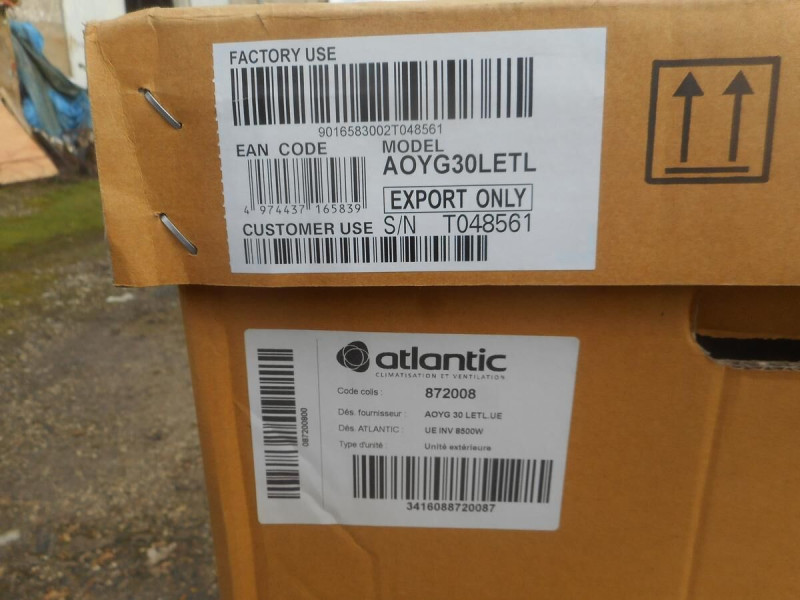 FACTORY USE
9016583002T048561
EAN CODE MODEL
AOYG30LETL
4 974437 165839 EXPORT ONLY
CUSTOMER USE S/N T048561
atlantic
CLIMATISATION ET VENTILATION
Code colis : 872008
Dés. fournisseur : AOYG 30 LETL.UE
Dés. ATLANTIC : UE INV 8500W
Type d'unité : Unité extérieure
3416088720087
087200800